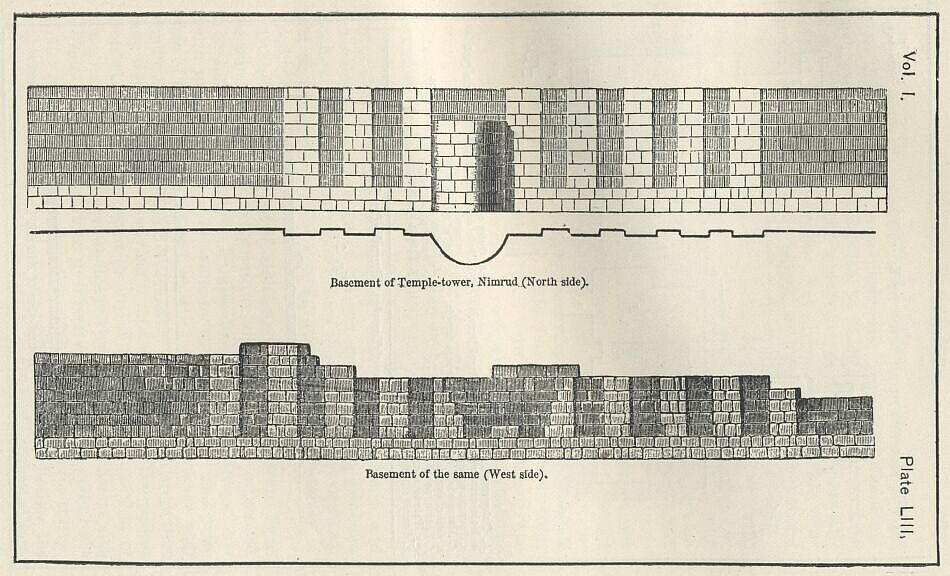 Vol. I.
Basement of Temple-tower, Nimrud (North side).
Basement of the same (West side).
Plate LIII,